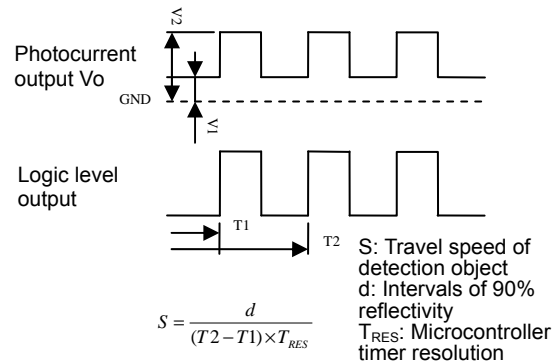 V2
Photocurrent
output Vo
GND
V1
Logic level
output
T1
T2
S: Travel speed of
detection object
d: Intervals of 90%
reflectivity
T_RES: Microcontroller
timer resolution
S = d / ((T2 − T1) × T_RES)